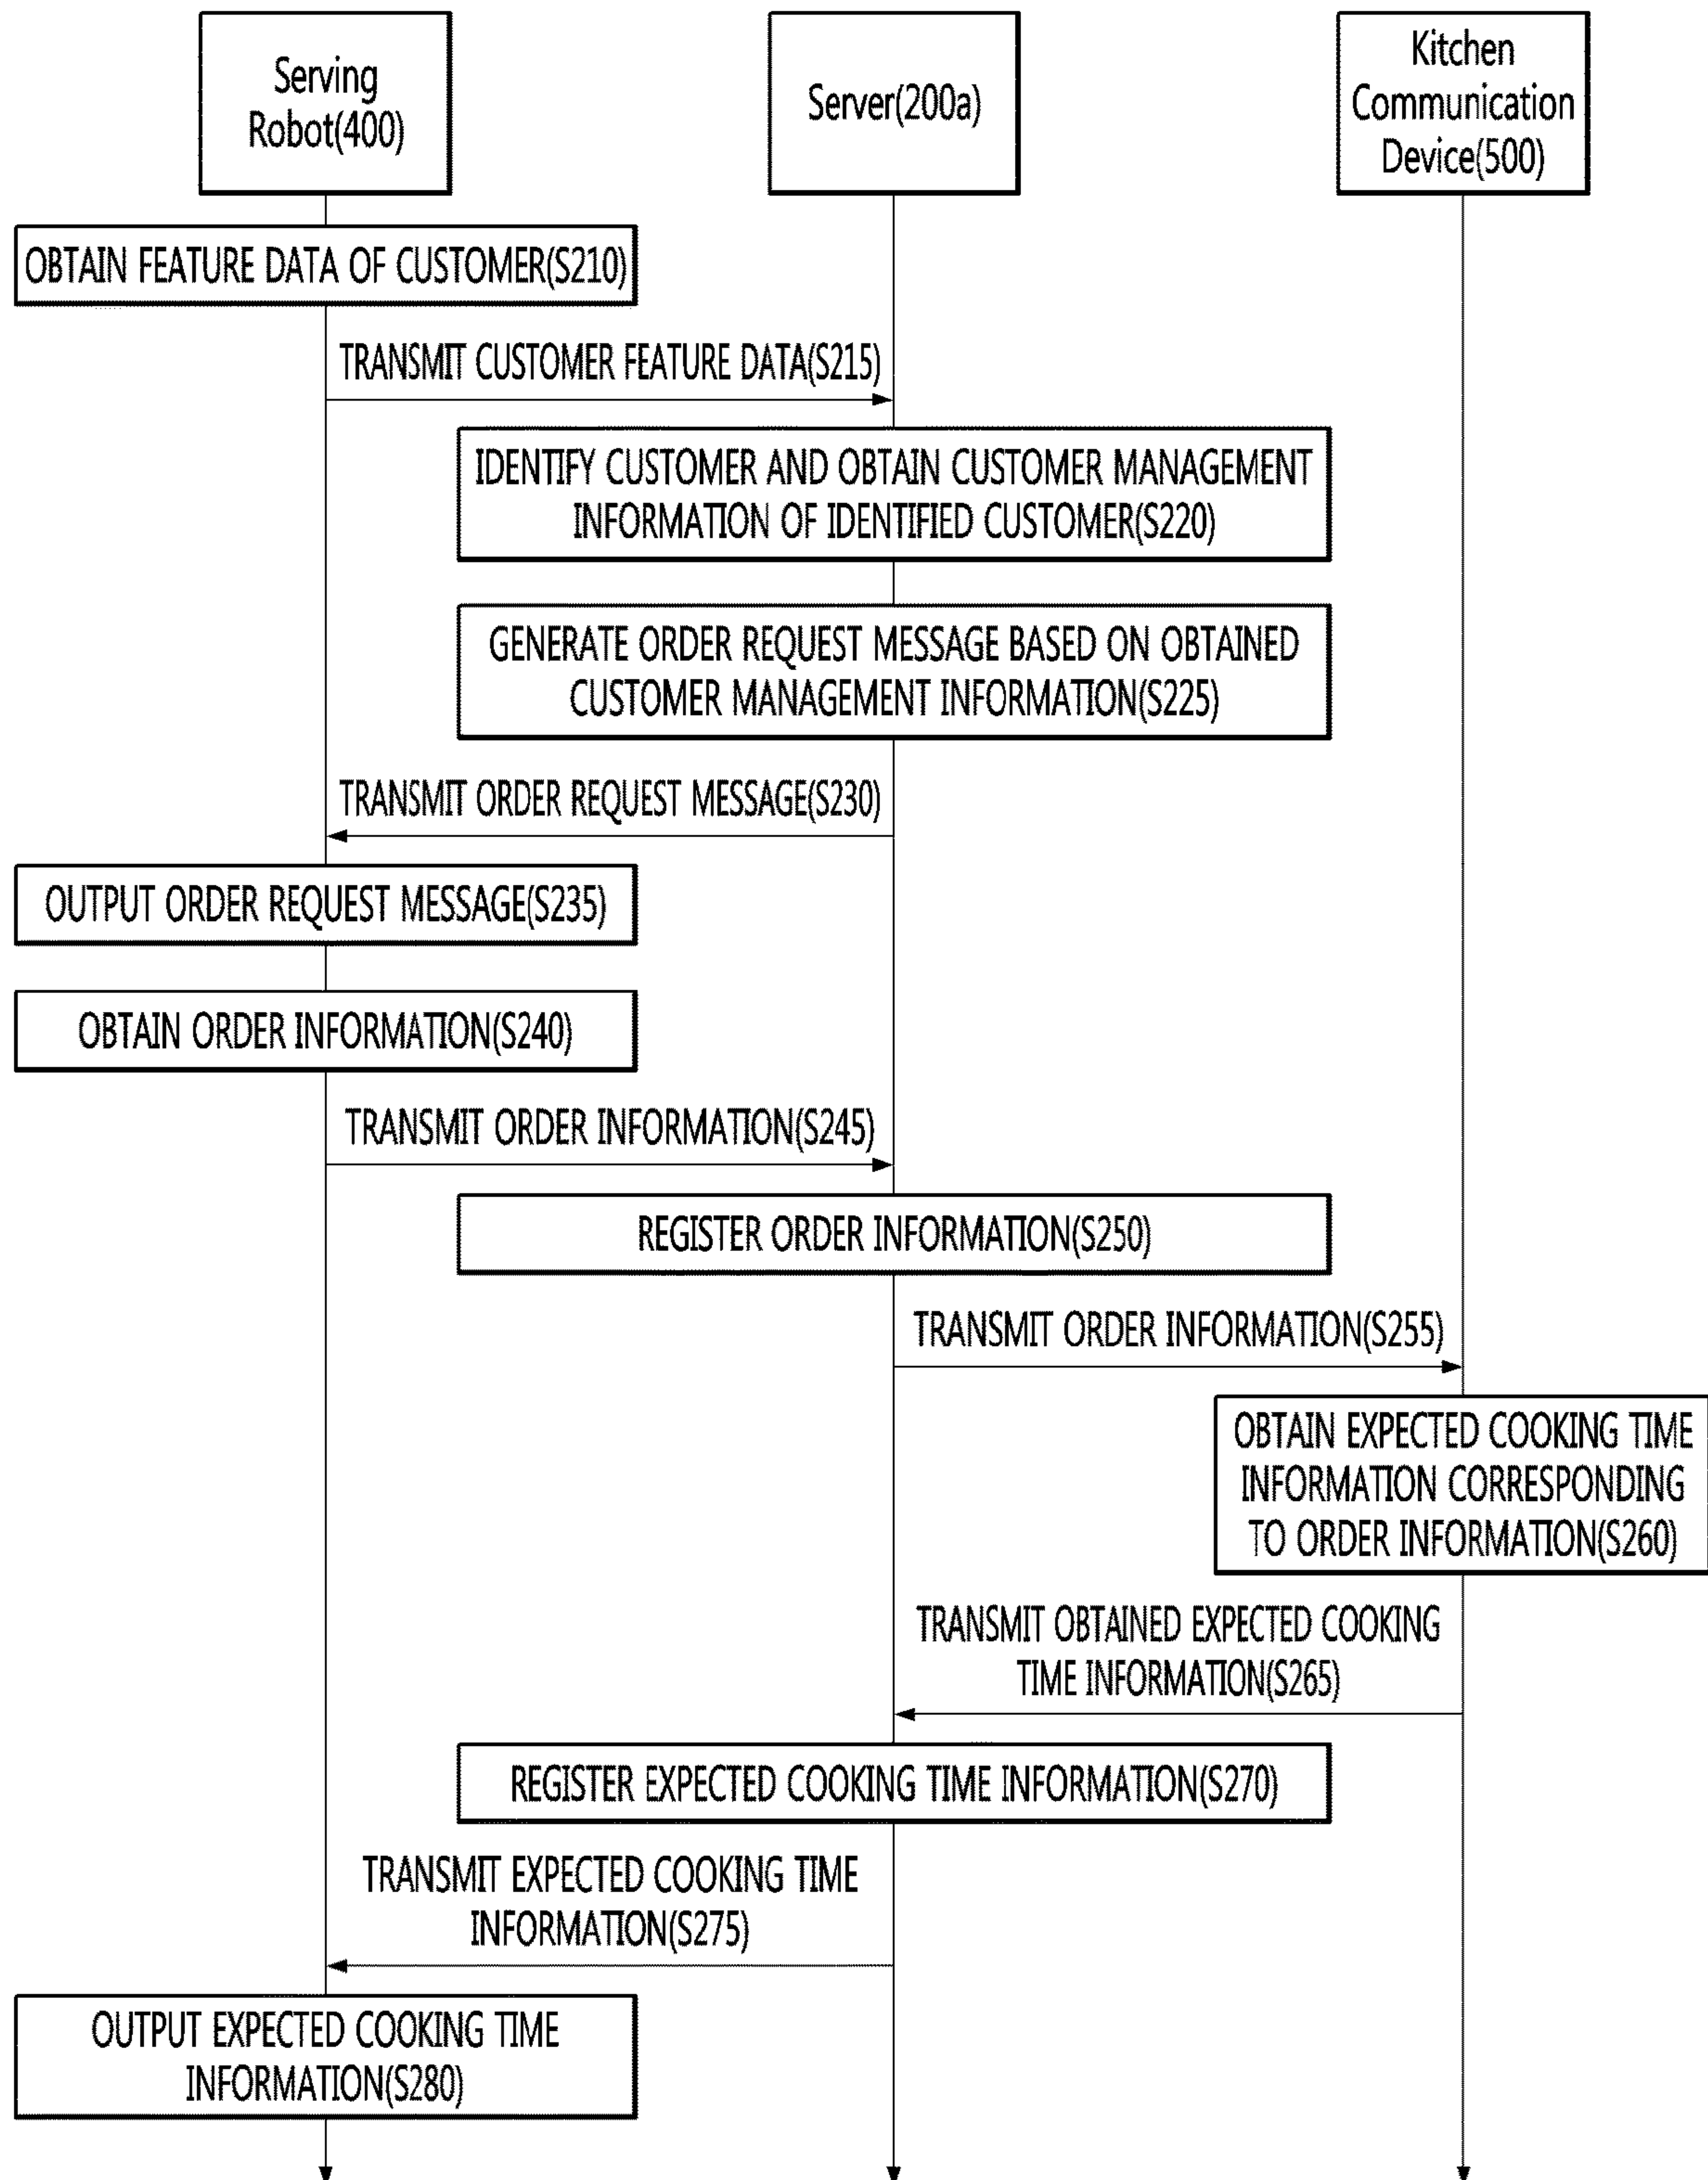 Serving
Robot(400)
Server(200a)
Kitchen
Communication
Device(500)
OBTAIN FEATURE DATA OF CUSTOMER(S210)
TRANSMIT CUSTOMER FEATURE DATA(S215)
IDENTIFY CUSTOMER AND OBTAIN CUSTOMER MANAGEMENT
INFORMATION OF IDENTIFIED CUSTOMER(S220)
GENERATE ORDER REQUEST MESSAGE BASED ON OBTAINED
CUSTOMER MANAGEMENT INFORMATION(S225)
TRANSMIT ORDER REQUEST MESSAGE(S230)
OUTPUT ORDER REQUEST MESSAGE(S235)
OBTAIN ORDER INFORMATION(S240)
TRANSMIT ORDER INFORMATION(S245)
REGISTER ORDER INFORMATION(S250)
TRANSMIT ORDER INFORMATION(S255)
OBTAIN EXPECTED COOKING TIME
INFORMATION CORRESPONDING
TO ORDER INFORMATION(S260)
TRANSMIT OBTAINED EXPECTED COOKING
TIME INFORMATION(S265)
REGISTER EXPECTED COOKING TIME INFORMATION(S270)
TRANSMIT EXPECTED COOKING TIME
INFORMATION(S275)
OUTPUT EXPECTED COOKING TIME
INFORMATION(S280)